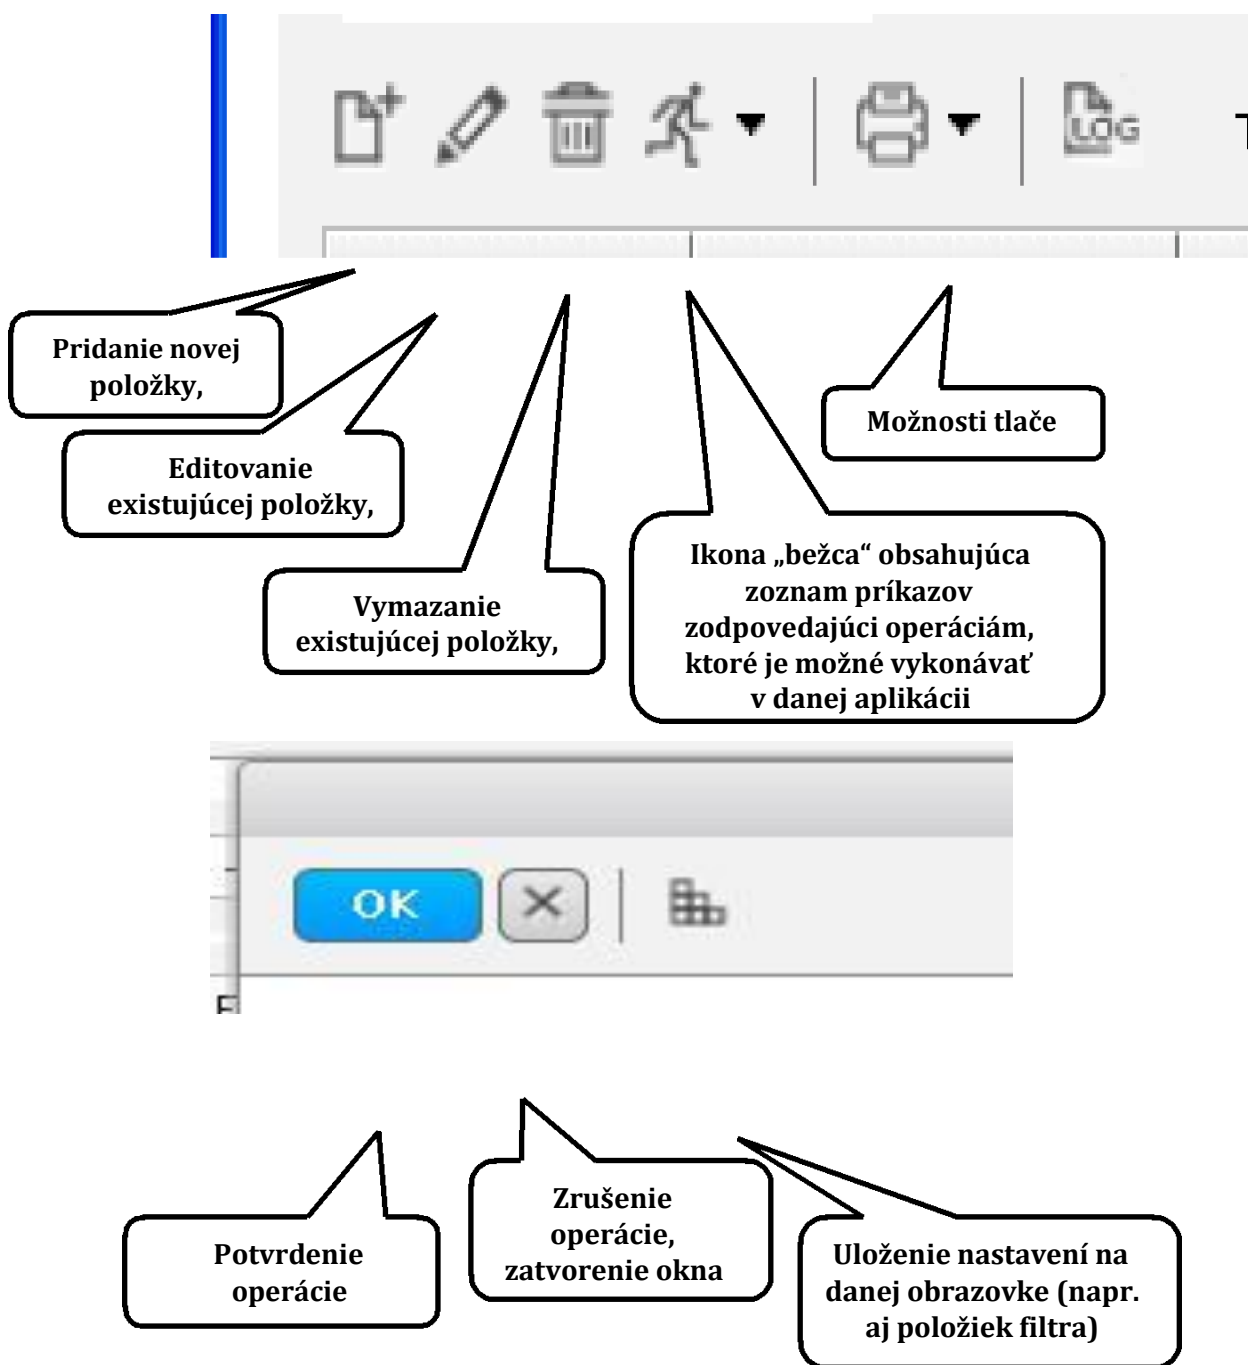 LOG
T
Pridanie novej
položky,
Možnosti tlače
Editovanie
existujúcej položky,
Ikona „bežca“ obsahujúca
zoznam príkazov
zodpovedajúci operáciám,
ktoré je možné vykonávať
v danej aplikácii
Vymazanie
existujúcej položky,
OK
F
Zrušenie
operácie,
zatvorenie okna
Potvrdenie
operácie
Uloženie nastavení na
danej obrazovke (napr.
aj položiek filtra)